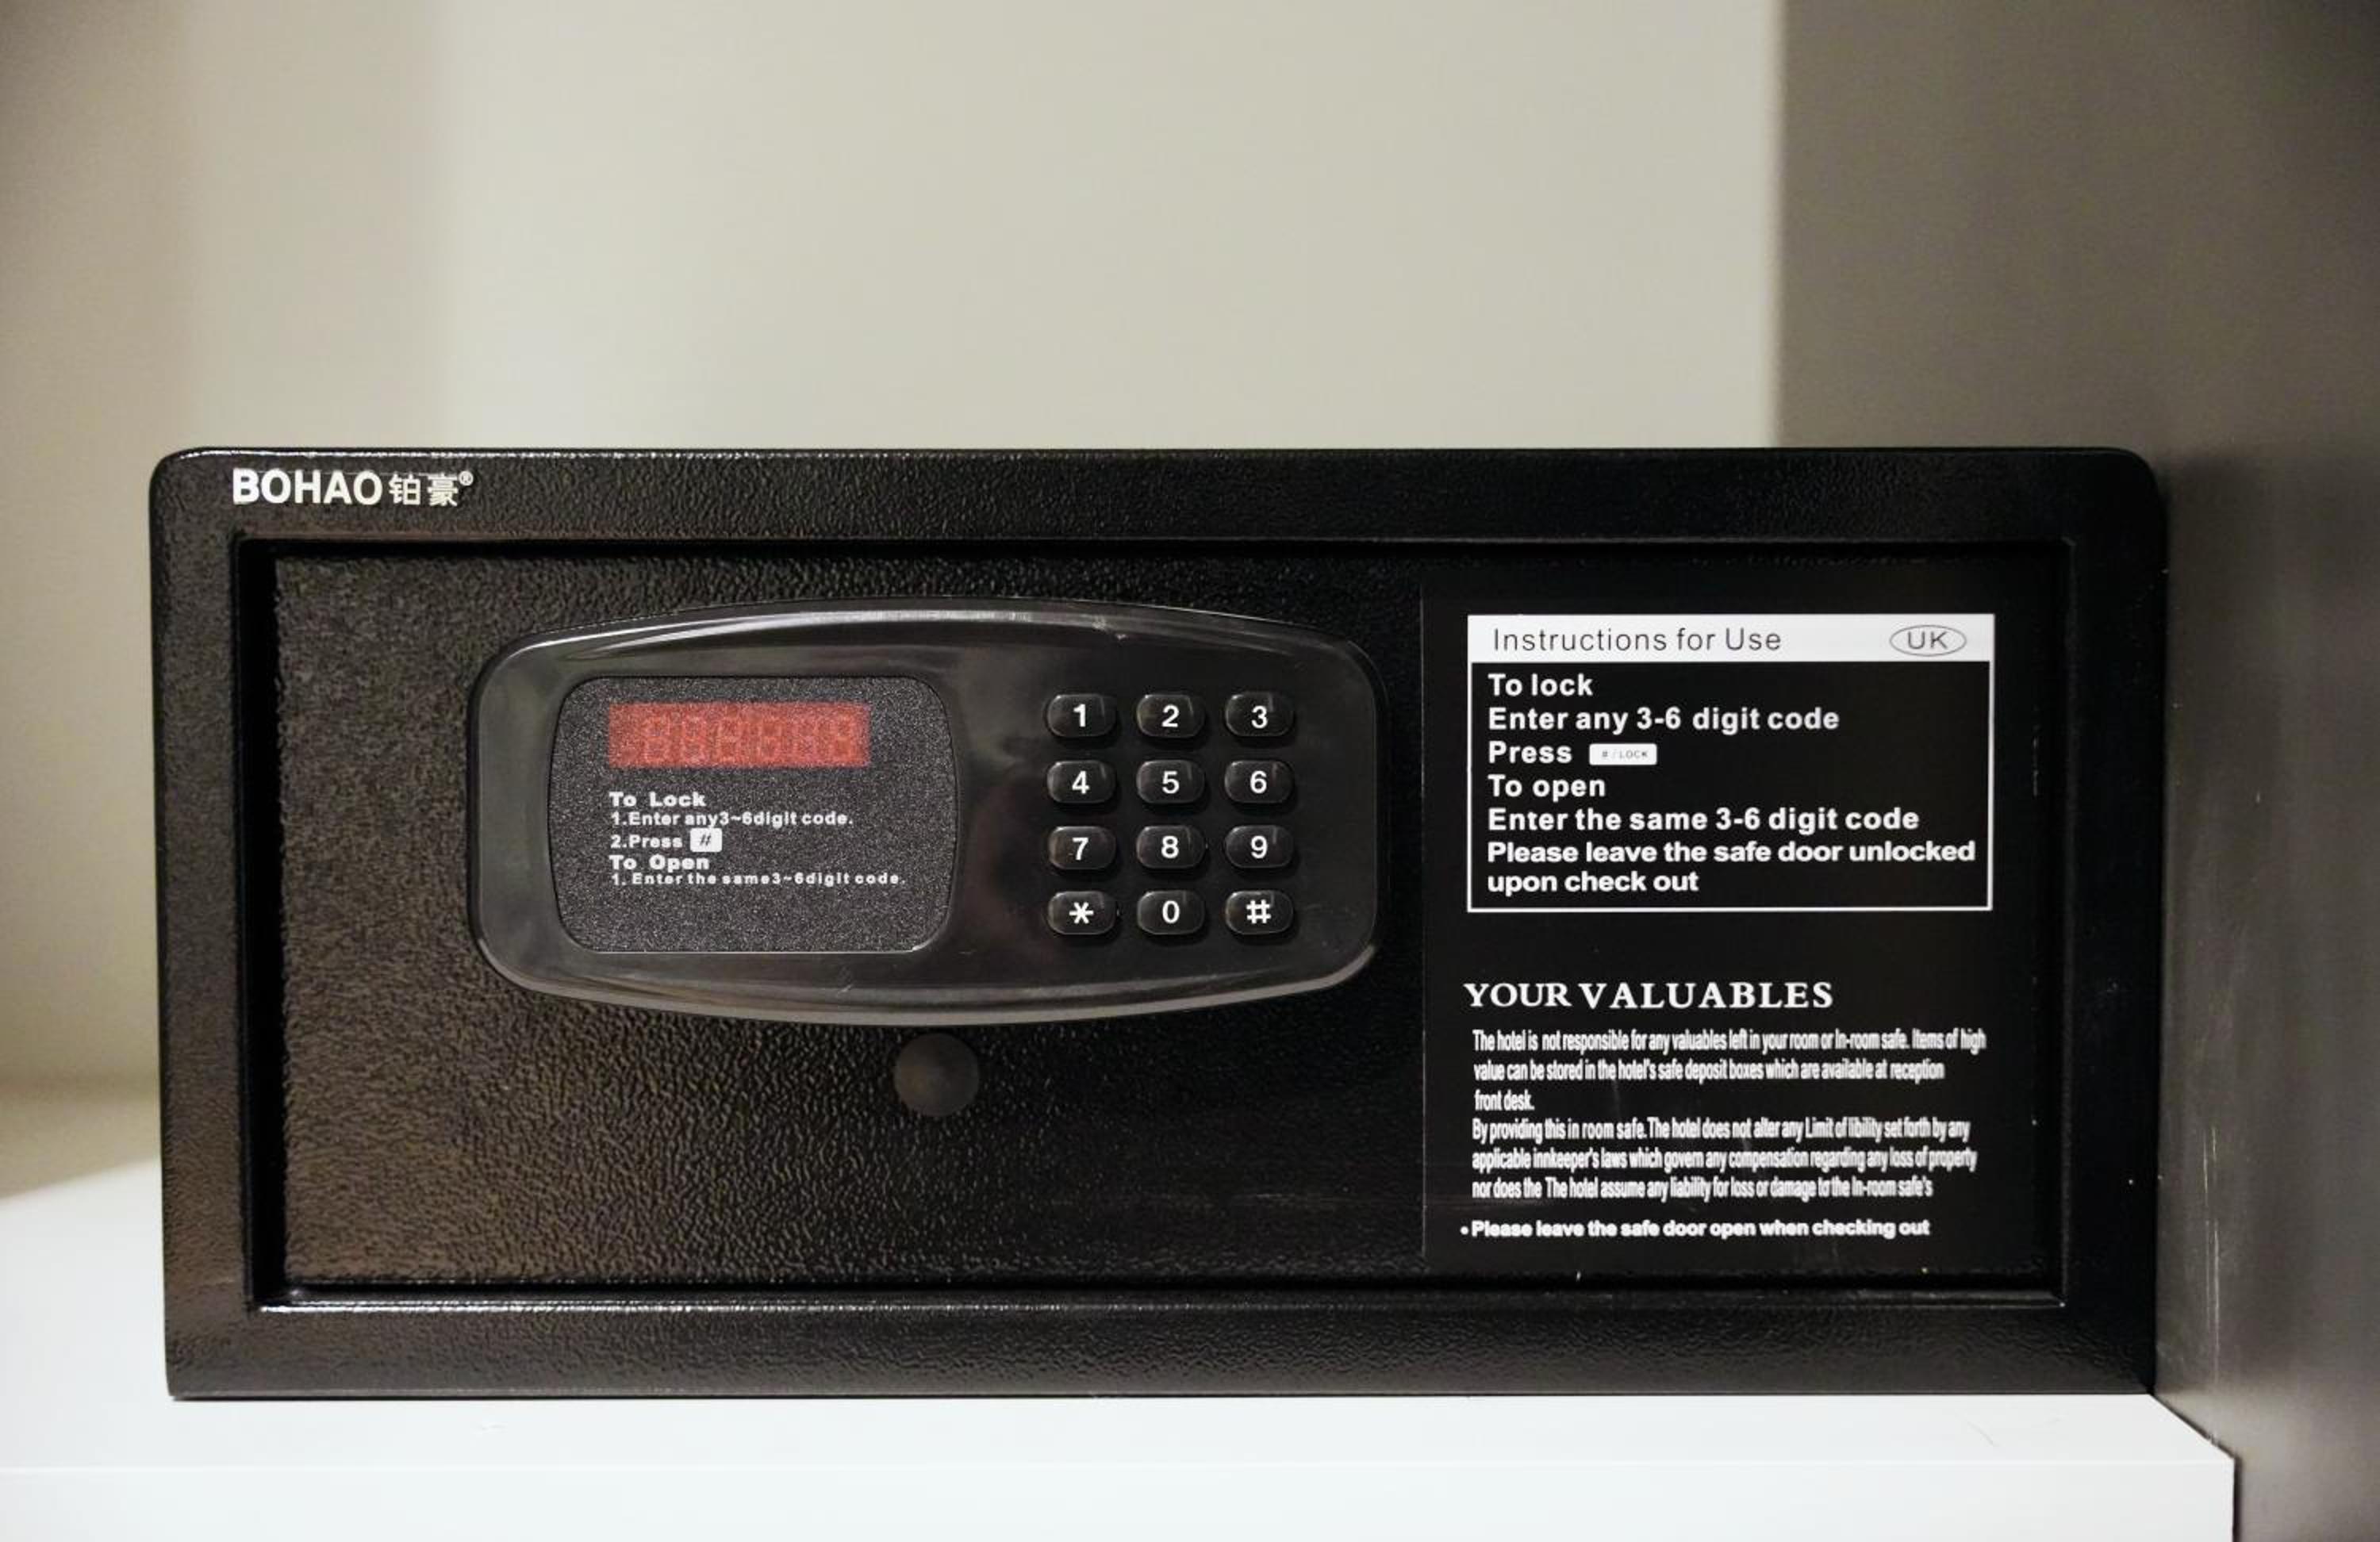 BOHAO铂豪®
To Lock
1.Enter any3~6digit code.
2.Press #
To Open
1. Enter the same3~6digit code.
1 2 3
4 5 6
7 8 9
* 0 #
Instructions for Use UK
To lock
Enter any 3-6 digit code
Press # / LOCK
To open
Enter the same 3-6 digit code
Please leave the safe door unlocked
upon check out
YOUR VALUABLES
The hotel is not responsible for any valuables left in your room or In-room safe. Items of high
value can be stored in the hotel's safe deposit boxes which are available at reception
front desk.
By providing this in room safe. The hotel does not alter any Limit of libility set forth by any
applicable innkeeper's laws which govern any compensation regarding any loss of property
nor does the The hotel assume any liability for loss or damage to the In-room safe's
•Please leave the safe door open when checking out